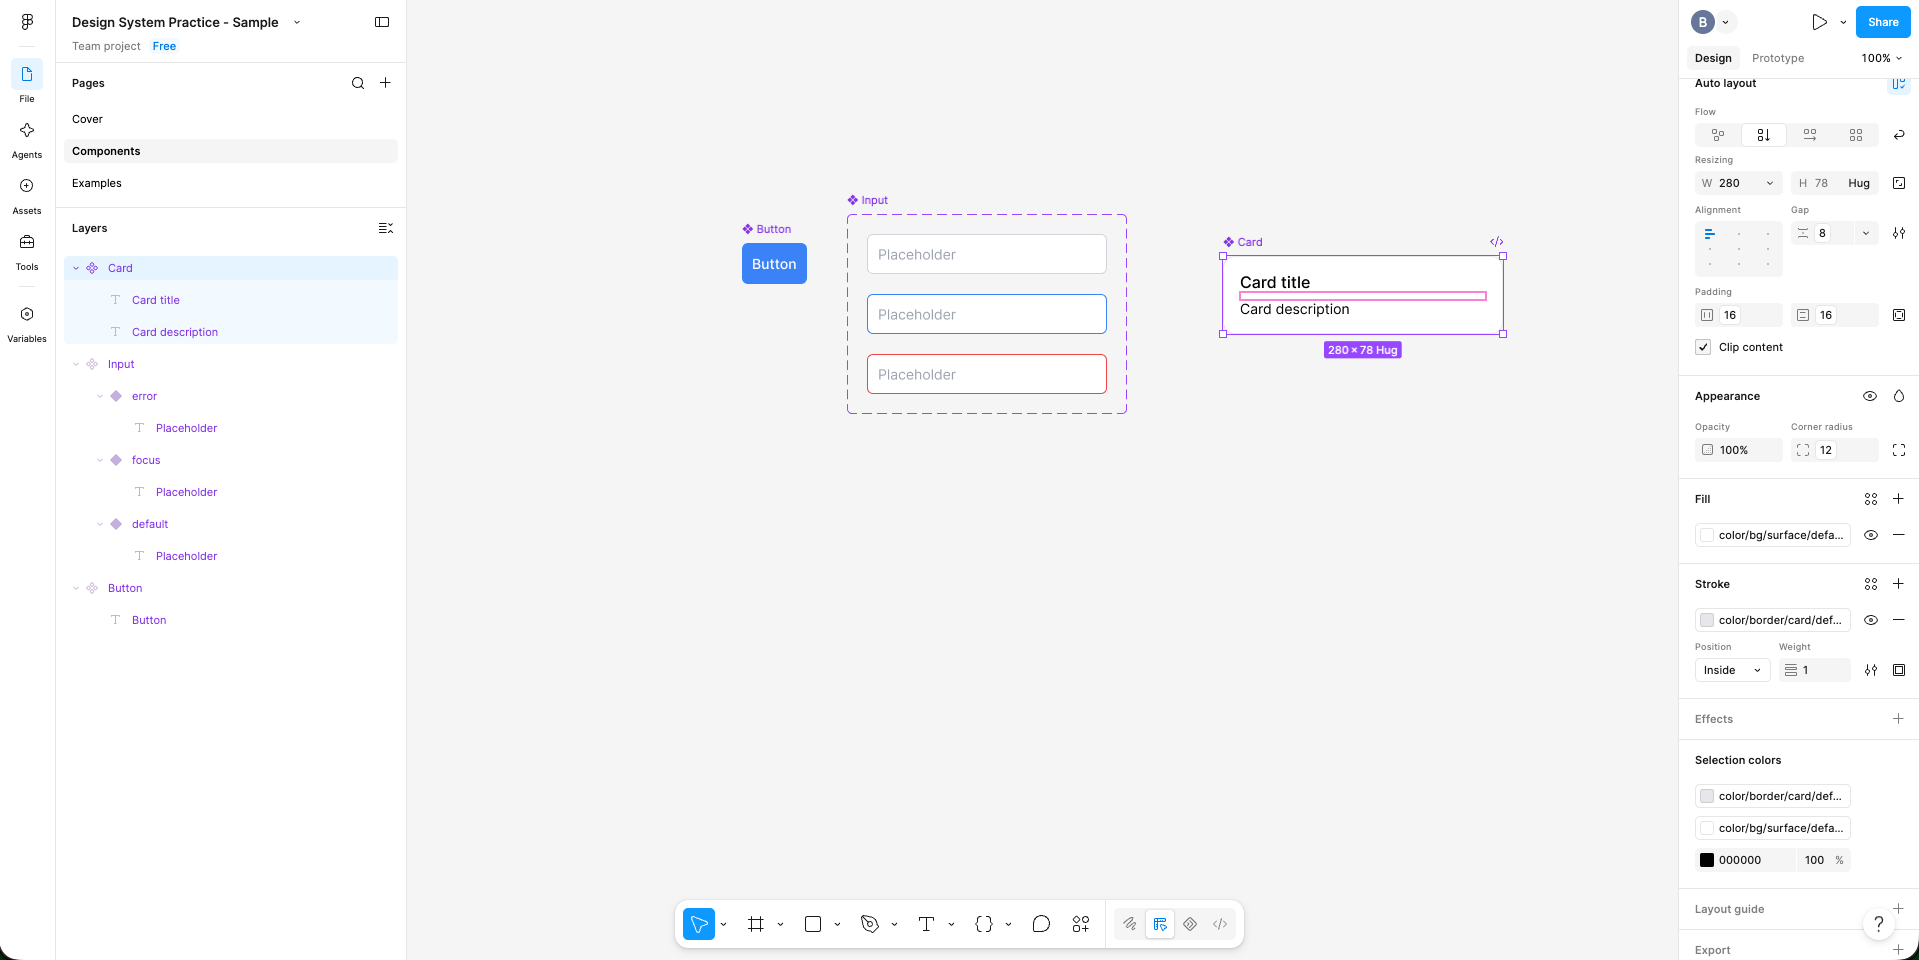 Design System Practice - Sample
Team project Free
File
Agents
Assets
Tools
Variables
Pages
Cover
Components
Examples
Layers
Card
Card title
Card description
Input
error
Placeholder
focus
Placeholder
default
Placeholder
Button
Button
Button
Button
Input
Placeholder
Placeholder
Placeholder
Card
Card title
Card description
280 × 78 Hug
B
Share
Design Prototype 100%
Auto layout
Flow
Resizing
W 280 H 78 Hug
Alignment Gap
8
Padding
16 16
Clip content
Appearance
Opacity Corner radius
100% 12
Fill
color/bg/surface/defa...
Stroke
color/border/card/def...
Position Weight
Inside 1
Effects
Selection colors
color/border/card/def...
color/bg/surface/defa...
000000 100 %
Layout guide
Export
?